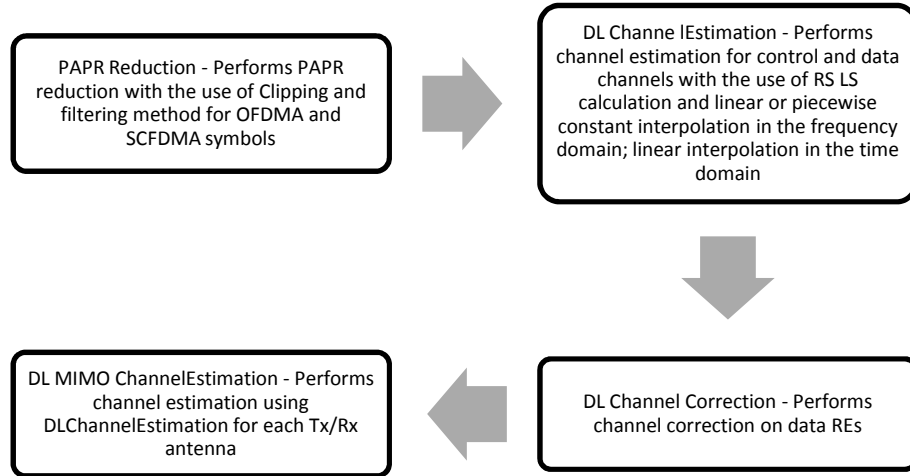 PAPR Reduction - Performs PAPR
reduction with the use of Clipping and
filtering method for OFDMA and
SCFDMA symbols
DL Channe lEstimation - Performs
channel estimation for control and data
channels with the use of RS LS
calculation and linear or piecewise
constant interpolation in the frequency
domain; linear interpolation in the time
domain
DL Channel Correction - Performs
channel correction on data REs
DL MIMO ChannelEstimation - Performs
channel estimation using
DLChannelEstimation for each Tx/Rx
antenna